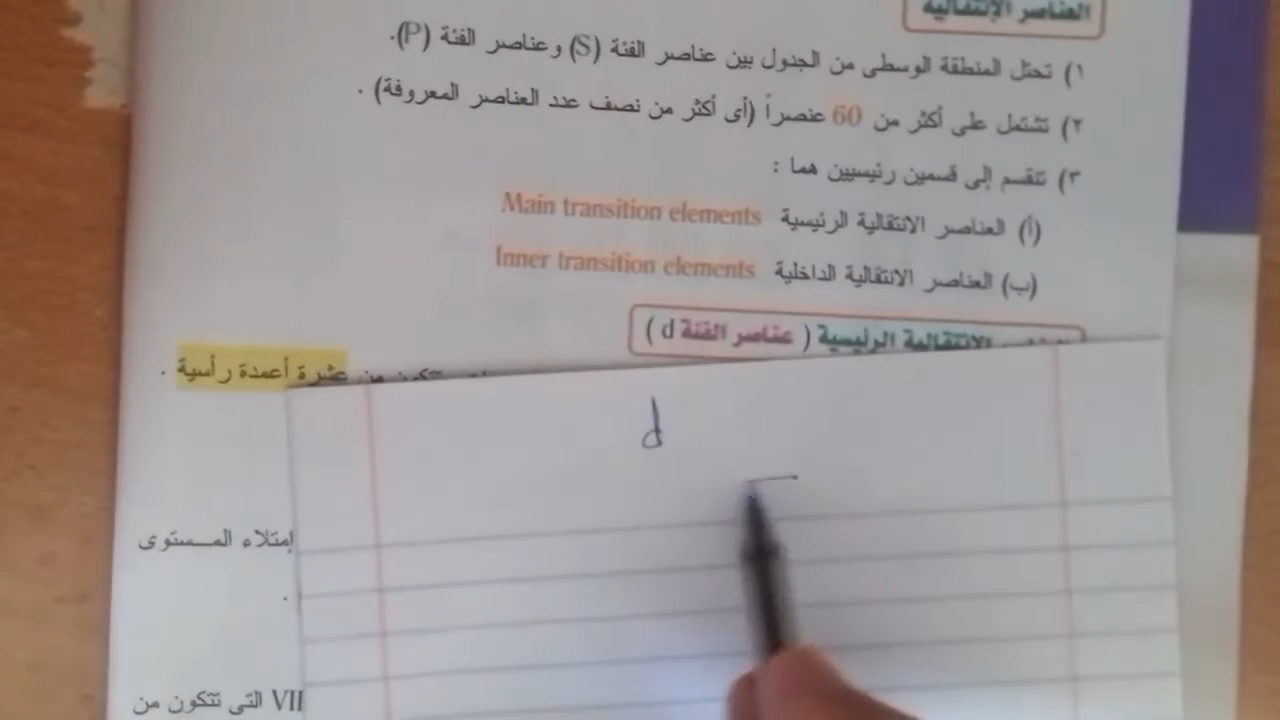 العناصر الإنتقالية
١) تحتل المنطقة الوسطى من الجدول بين عناصر الفئة (S) وعناصر الفئة (P).
٢) تشتمل على أكثر من 60 عنصراً (أى أكثر من نصف عدد العناصر المعروفة) .
٣) تنقسم إلى قسمين رئيسيين هما :
(أ) العناصر الانتقالية الرئيسية Main transition elements
(ب) العناصر الانتقالية الداخلية Inner transition elements
الانتقالية الرئيسية ( عناصر الفئة d )
تتكون من عشرة أعمدة رأسية .
d
إمتلاء المستوى
.
VII التى تتكون من